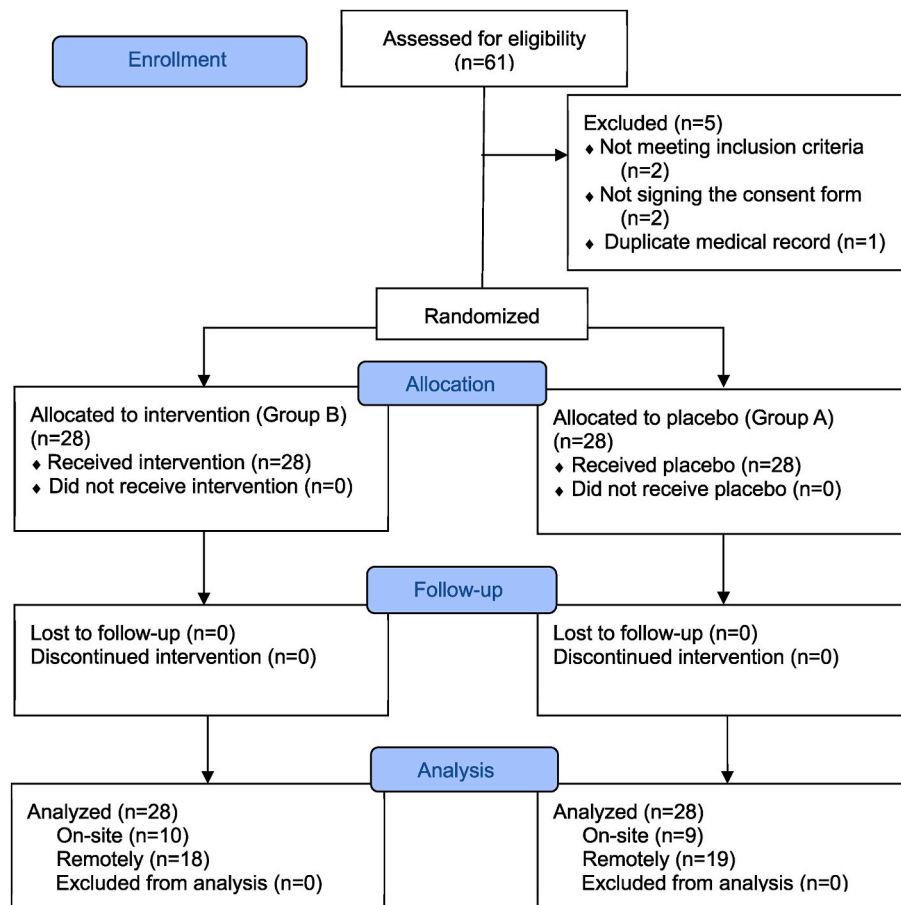 Assessed for eligibility
(n=61)
Enrollment
Excluded (n=5)
♦ Not meeting inclusion criteria
(n=2)
♦ Not signing the consent form
(n=2)
♦ Duplicate medical record (n=1)
Randomized
Allocation
Allocated to intervention (Group B)
(n=28)
♦ Received intervention (n=28)
♦ Did not receive intervention (n=0)
Allocated to placebo (Group A)
(n=28)
♦ Received placebo (n=28)
♦ Did not receive placebo (n=0)
Follow-up
Lost to follow-up (n=0)
Discontinued intervention (n=0)
Lost to follow-up (n=0)
Discontinued intervention (n=0)
Analysis
Analyzed (n=28)
On-site (n=10)
Remotely (n=18)
Excluded from analysis (n=0)
Analyzed (n=28)
On-site (n=9)
Remotely (n=19)
Excluded from analysis (n=0)